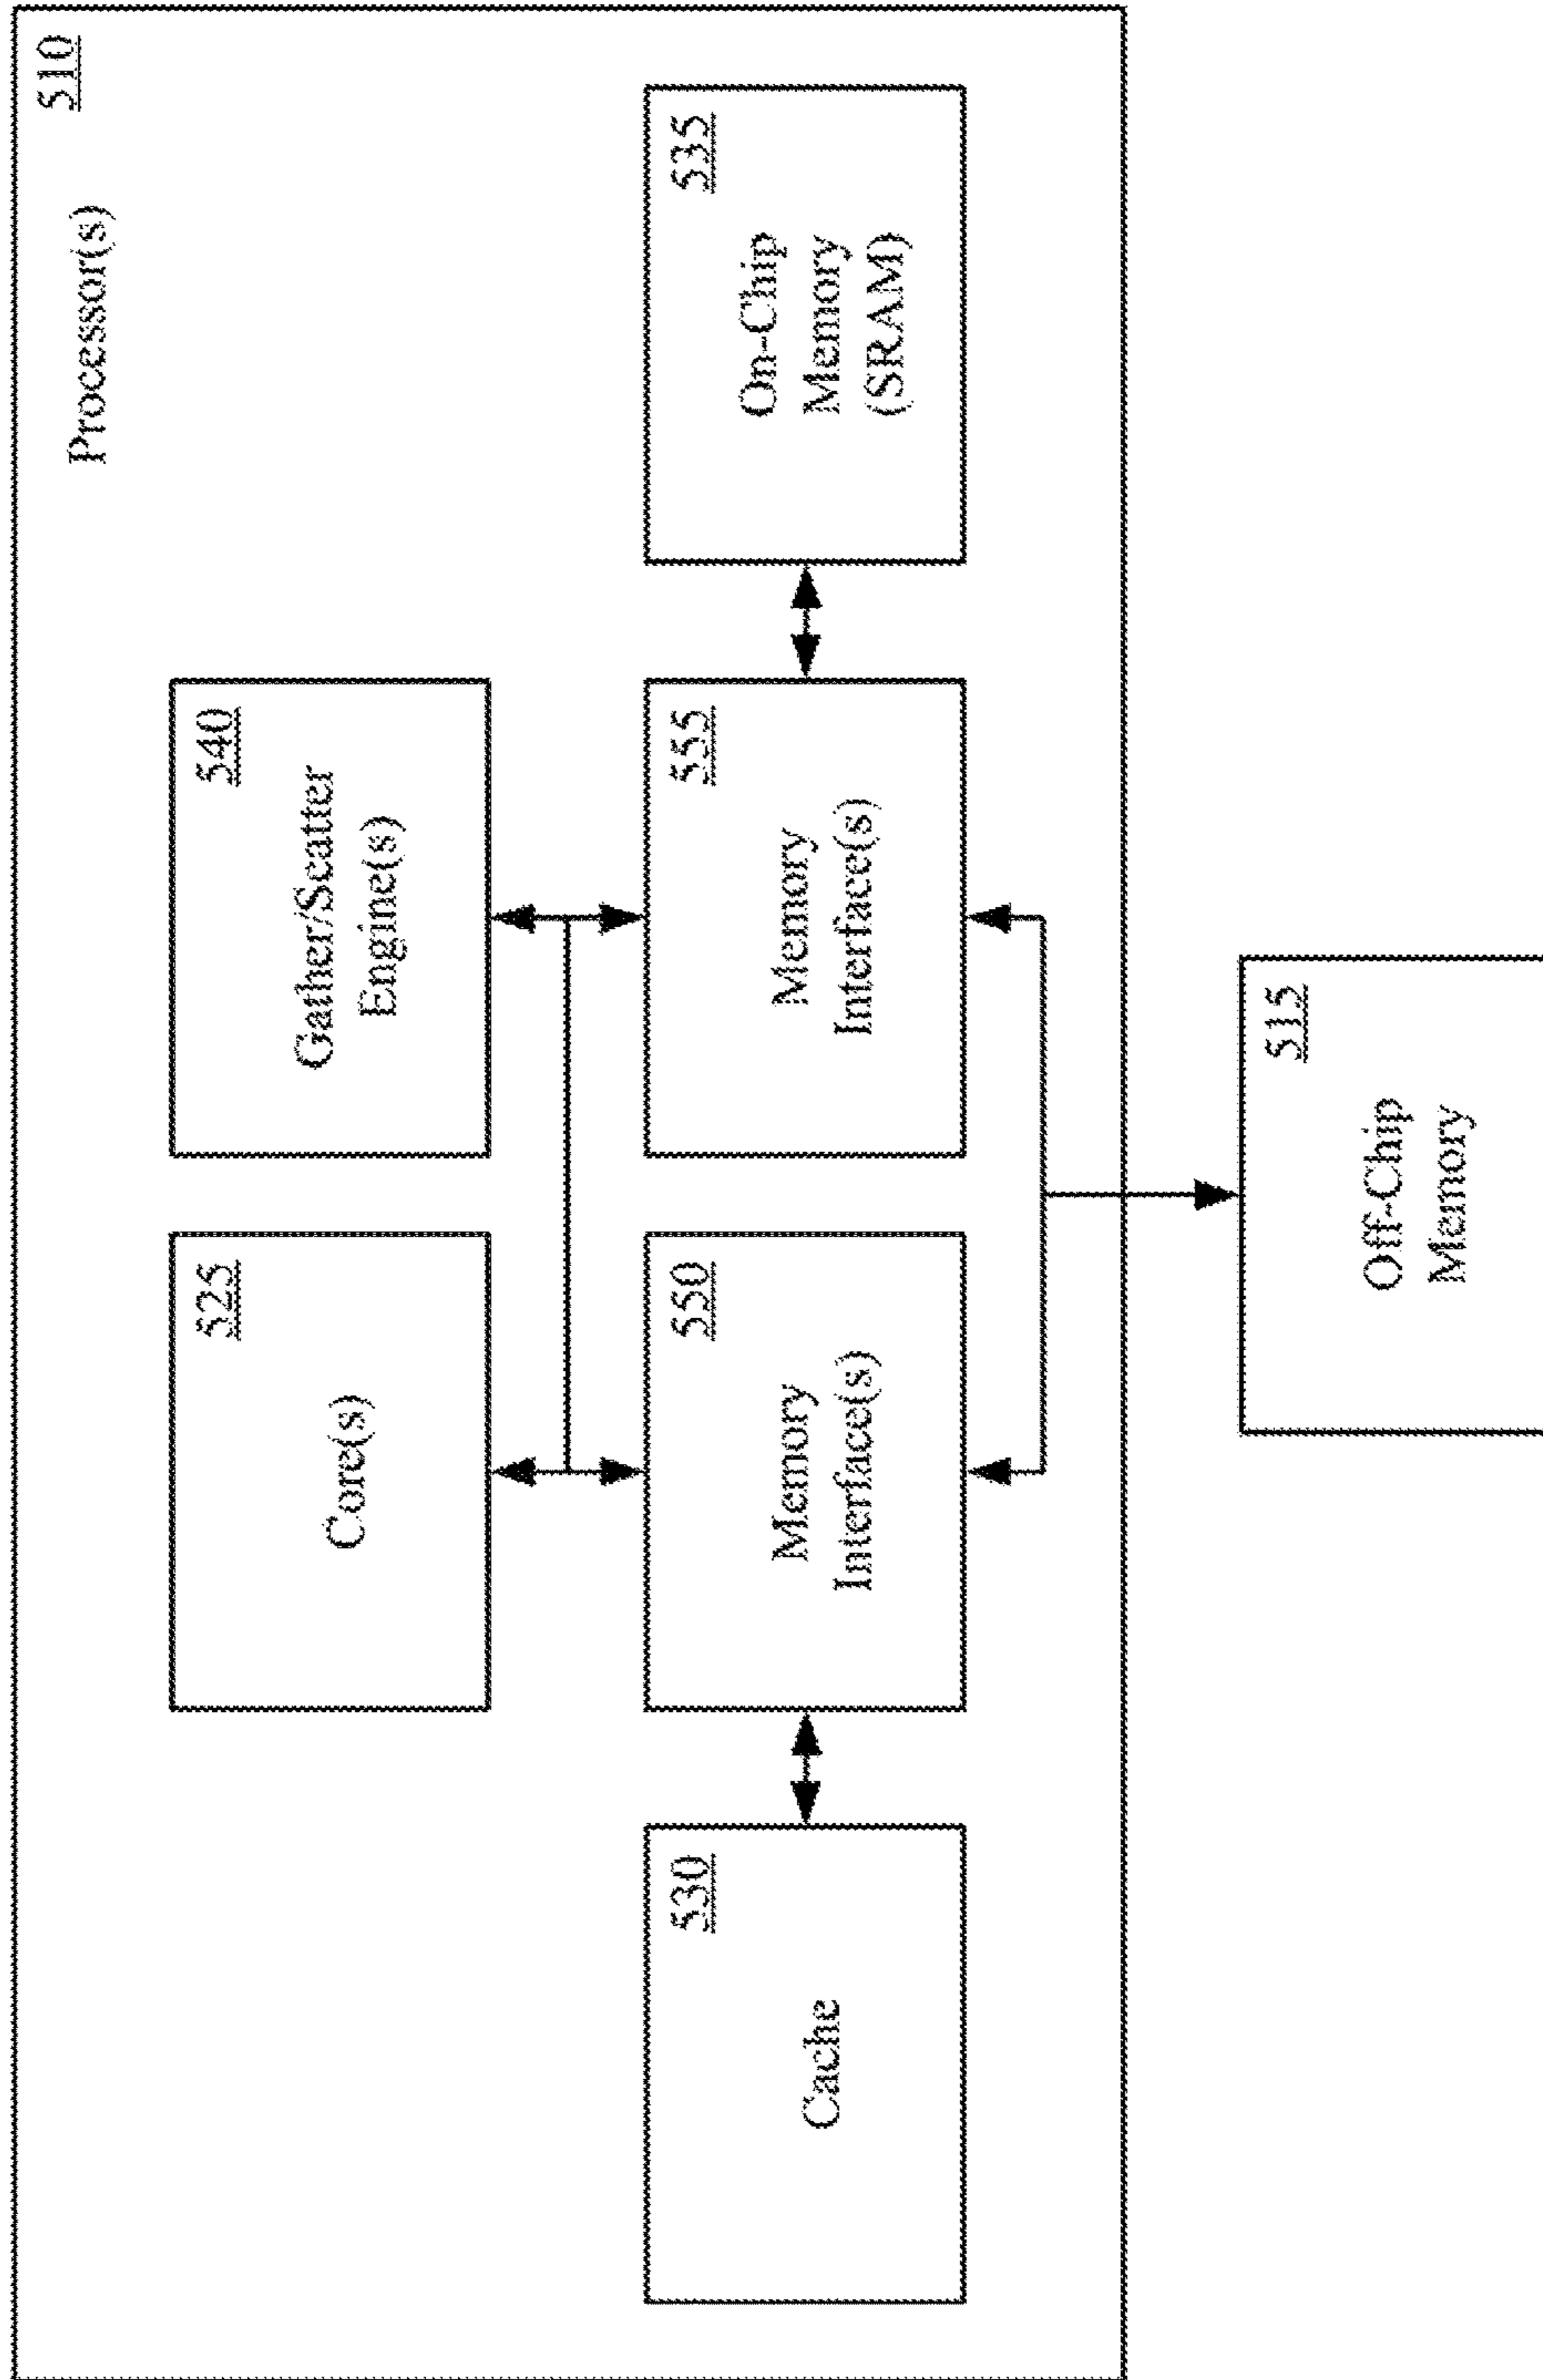 510
Processor(s)
525
Core(s)
540
Gather/Scatter
Engine(s)
530
Cache
550
Memory
Interface(s)
555
Memory
Interface(s)
535
On-Chip
Memory
(SRAM)
515
Off-Chip
Memory